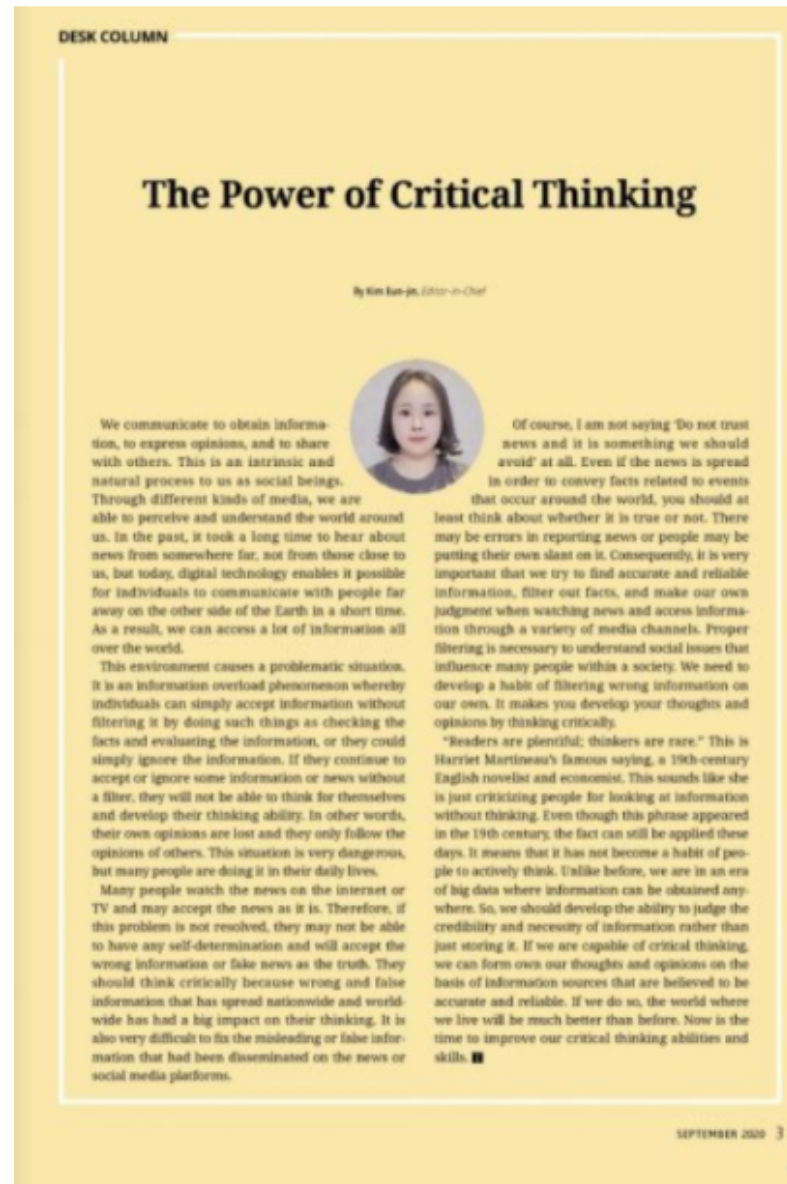 DESK COLUMN
The Power of Critical Thinking
By Kim Eun-jin, Editor-in-Chief
We communicate to obtain informa-
tion, to express opinions, and to share
with others. This is an intrinsic and
natural process to us as social beings.
Through different kinds of media, we are
able to perceive and understand the world around
us. In the past, it took a long time to hear about
news from somewhere far, not from those close to
us, but today, digital technology enables it possible
for individuals to communicate with people far
away on the other side of the Earth in a short time.
As a result, we can access a lot of information all
over the world.
This environment causes a problematic situation.
It is an information overload phenomenon whereby
individuals can simply accept information without
filtering it by doing such things as checking the
facts and evaluating the information, or they could
simply ignore the information. If they continue to
accept or ignore some information or news without
a filter, they will not be able to think for themselves
and develop their thinking ability. In other words,
their own opinions are lost and they only follow the
opinions of others. This situation is very dangerous,
but many people are doing it in their daily lives.
Many people watch the news on the internet or
TV and may accept the news as it is. Therefore, if
this problem is not resolved, they may not be able
to have any self-determination and will accept the
wrong information or fake news as the truth. They
should think critically because wrong and false
information that has spread nationwide and world-
wide has had a big impact on their thinking. It is
also very difficult to fix the misleading or false infor-
mation that had been disseminated on the news or
social media platforms.
Of course, I am not saying 'Do not trust
news and it is something we should
avoid' at all. Even if the news is spread
in order to convey facts related to events
that occur around the world, you should at
least think about whether it is true or not. There
may be errors in reporting news or people may be
putting their own slant on it. Consequently, it is very
important that we try to find accurate and reliable
information, filter out facts, and make our own
judgment when watching news and access informa-
tion through a variety of media channels. Proper
filtering is necessary to understand social issues that
influence many people within a society. We need to
develop a habit of filtering wrong information on
our own. It makes you develop your thoughts and
opinions by thinking critically.
"Readers are plentiful; thinkers are rare." This is
Harriet Martineau's famous saying, a 19th-century
English novelist and economist. This sounds like she
is just criticizing people for looking at information
without thinking. Even though this phrase appeared
in the 19th century, the fact can still be applied these
days. It means that it has not become a habit of peo-
ple to actively think. Unlike before, we are in an era
of big data where information can be obtained any-
where. So, we should develop the ability to judge the
credibility and necessity of information rather than
just storing it. If we are capable of critical thinking,
we can form own our thoughts and opinions on the
basis of information sources that are believed to be
accurate and reliable. If we do so, the world where
we live will be much better than before. Now is the
time to improve our critical thinking abilities and
skills.
SEPTEMBER 2020 3